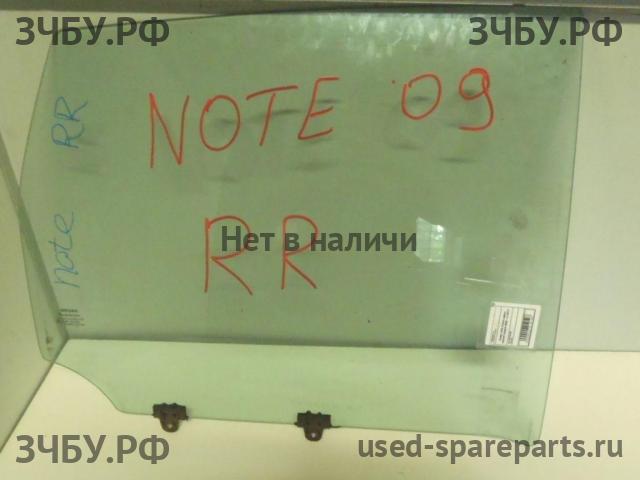 ЗЧБУ.РФ
ЗЧБУ.РФ
NOTE 09
note RR
RR
Нет в наличи
ЗЧБУ.РФ
used-spareparts.ru